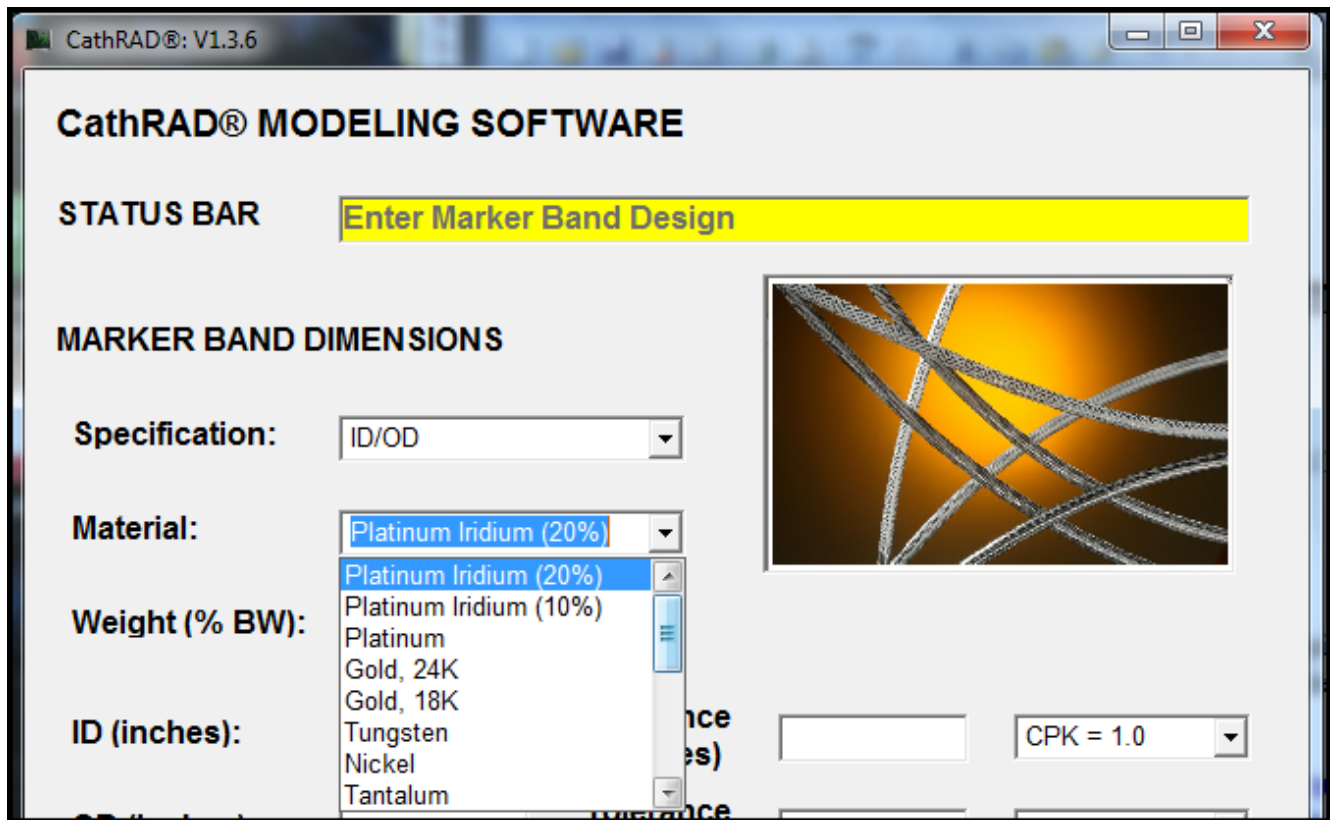 CathRAD®: V1.3.6
CathRAD® MODELING SOFTWARE
STATUS BAR
Enter Marker Band Design
MARKER BAND DIMENSIONS
Specification:
ID/OD
Material:
Platinum Iridium (20%)
Platinum Iridium (20%)
Platinum Iridium (10%)
Platinum
Gold, 24K
Gold, 18K
Tungsten
Nickel
Tantalum
Weight (% BW):
ID (inches):
CPK = 1.0